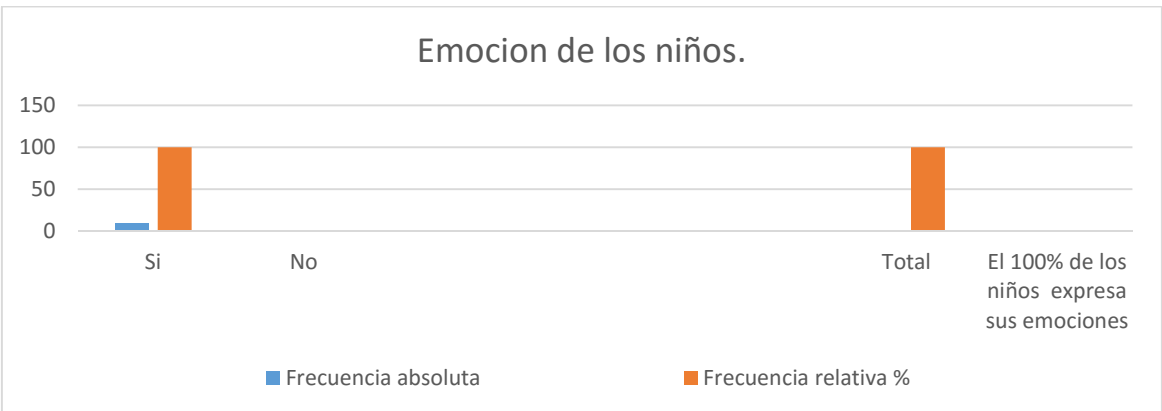 Emocion de los niños.
150
100
50
0
Si No Total El 100% de los
niños expresa
sus emociones
Frecuencia absoluta Frecuencia relativa %